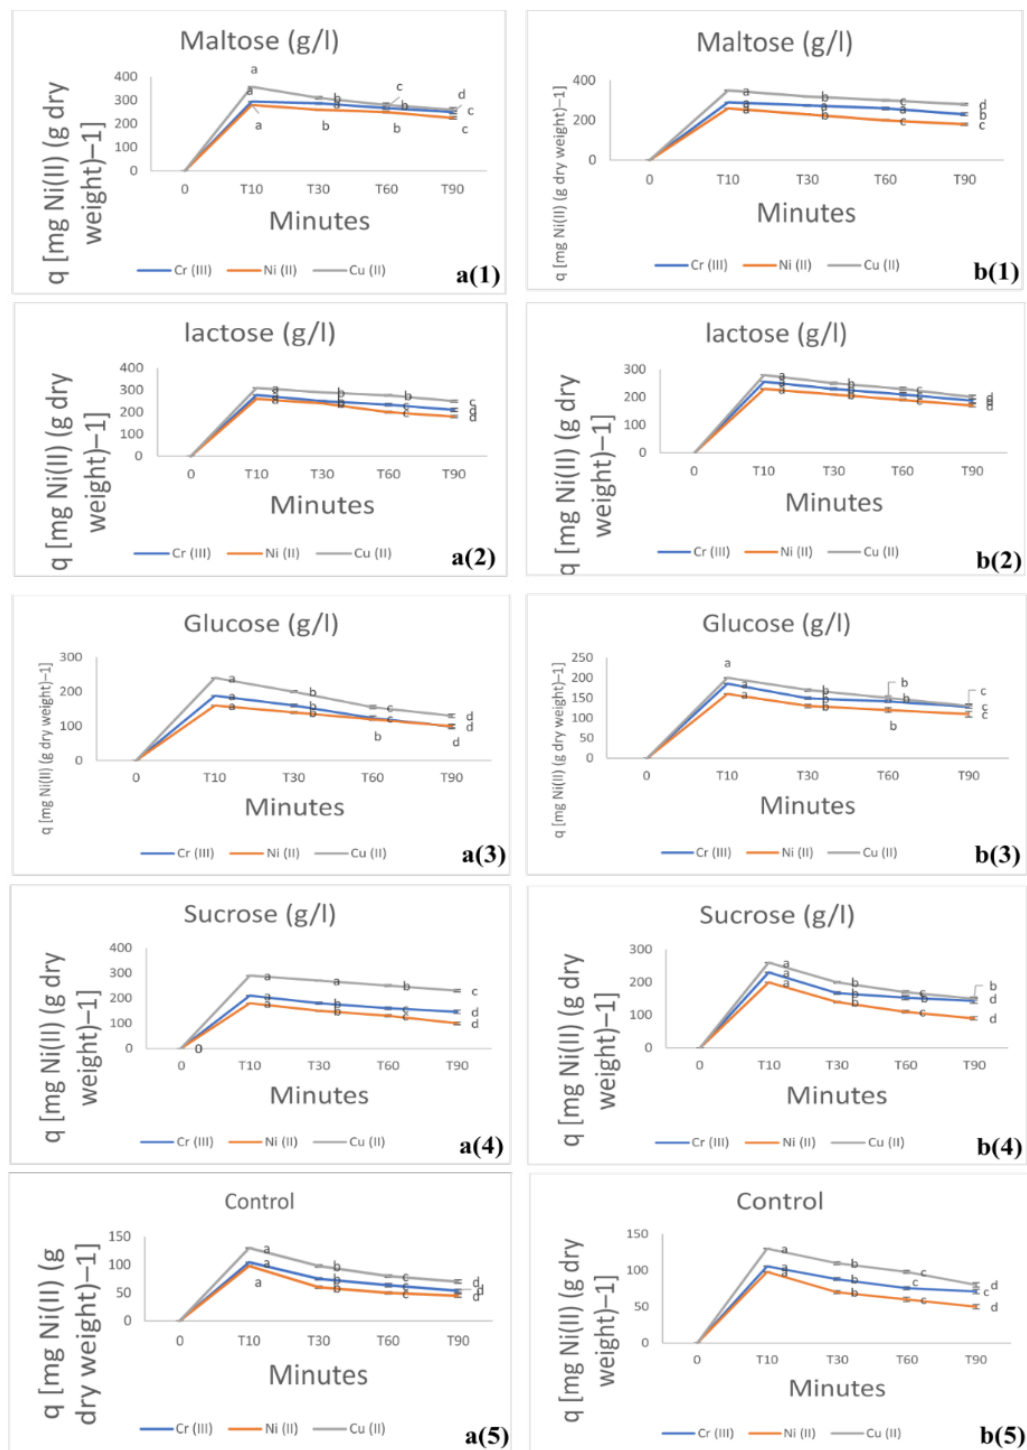 Maltose (g/l)
q [mg Ni(II) (g dry
weight)−1]
400
300
200
100
0
a
a
a
b
a
b
c
b
b
d
c
c
0 T10 T30 T60 T90
Minutes
Cr (III) Ni (II) Cu (II)
a(1)
Maltose (g/l)
q [mg Ni(II) (g dry weight)−1]
400
200
0
a
a
a
b
a
b
c
a
c
d
b
c
0 T10 T30 T60 T90
Minutes
Cr (III) Ni (II) Cu (II)
b(1)
lactose (g/l)
q [mg Ni(II) (g dry
weight)−1]
400
300
200
100
0
a
a
a
b
b
b
c
c
c
d
d
0 T10 T30 T60 T90
Minutes
Cr (III) Ni (II) Cu (II)
a(2)
lactose (g/l)
q [mg Ni(II) (g dry
weight)−1]
300
200
100
0
a
a
a
b
b
b
c
c
c
d
d
0 T10 T30 T60 T90
Minutes
Cr (III) Ni (II) Cu (II)
b(2)
Glucose (g/l)
q [mg Ni(II) (g dry weight)−1]
300
200
100
0
a
a
a
b
b
b
c
c
b
d
d
d
0 T10 T30 T60 T90
Minutes
Cr (III) Ni (II) Cu (II)
a(3)
Glucose (g/l)
q [mg Ni(II) (g dry weight)−1]
250
200
150
100
50
0
a
a
a
b
b
b
b
b
b
c
c
c
0 T10 T30 T60 T90
Minutes
Cr (III) Ni (II) Cu (II)
b(3)
Sucrose (g/l)
q [mg Ni(II) (g dry
weight)−1]
400
300
200
100
0
0
a
a
a
a
b
b
b
c
c
c
d
d
0 T10 T30 T60 T90
Minutes
Cr (III) Ni (II) Cu (II)
a(4)
Sucrose (g/l)
q [mg Ni(II) (g dry
weight)−1]
300
200
100
0
a
a
a
b
b
b
b
b
c
b
d
d
0 T10 T30 T60 T90
Minutes
Cr (III) Ni (II) Cu (II)
b(4)
Control
q [mg Ni(II) (g
dry weight)−1]
150
100
50
0
a
a
a
b
b
b
c
c
c
d
d
d
0 T10 T30 T60 T90
Minutes
Cr (III) Ni (II) Cu (II)
a(5)
Control
q [mg Ni(II) (g dry
weight)−1]
150
100
50
0
a
a
a
b
b
b
c
c
c
d
c
d
0 T10 T30 T60 T90
Minutes
Cr (III) Ni (II) Cu (II)
b(5)